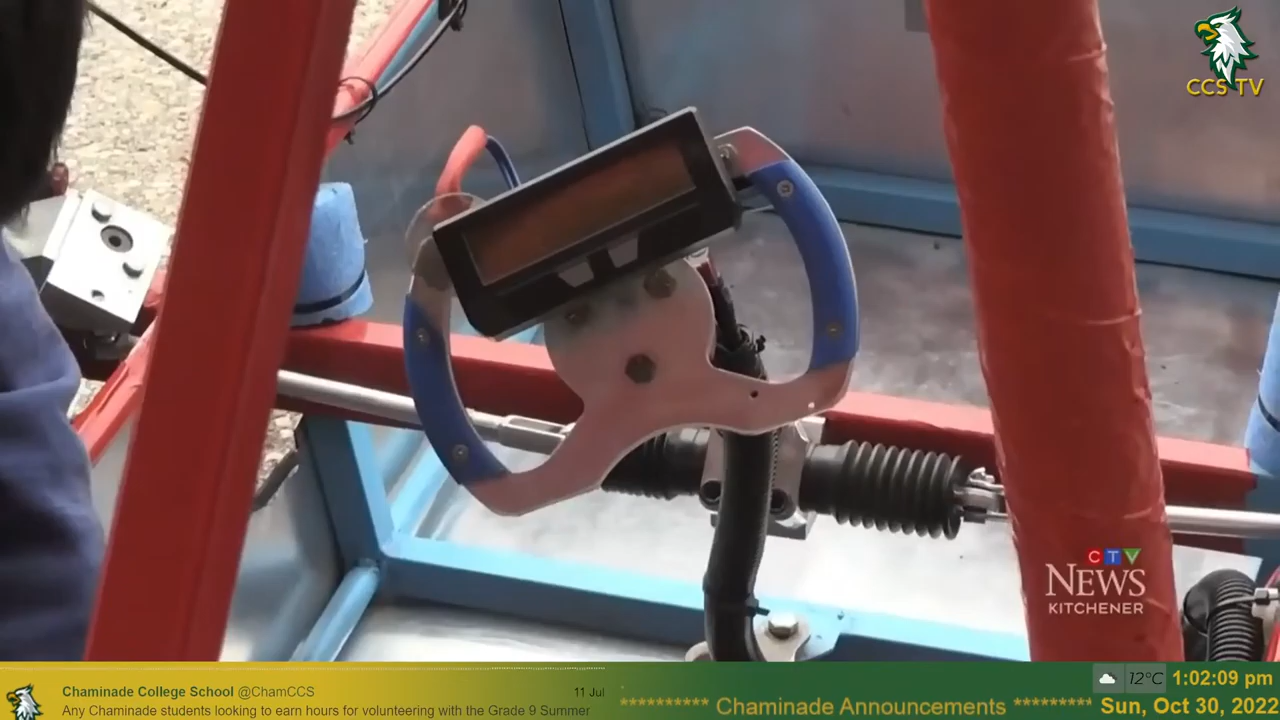 CCS TV
CTV
NEWS
KITCHENER
Chaminade College School @ChamCCS
11 Jul
Any Chaminade students looking to earn hours for volunteering with the Grade 9 Summer
********* Chaminade Announcements *********
12°C
1:02:09 pm
Sun, Oct 30, 2022